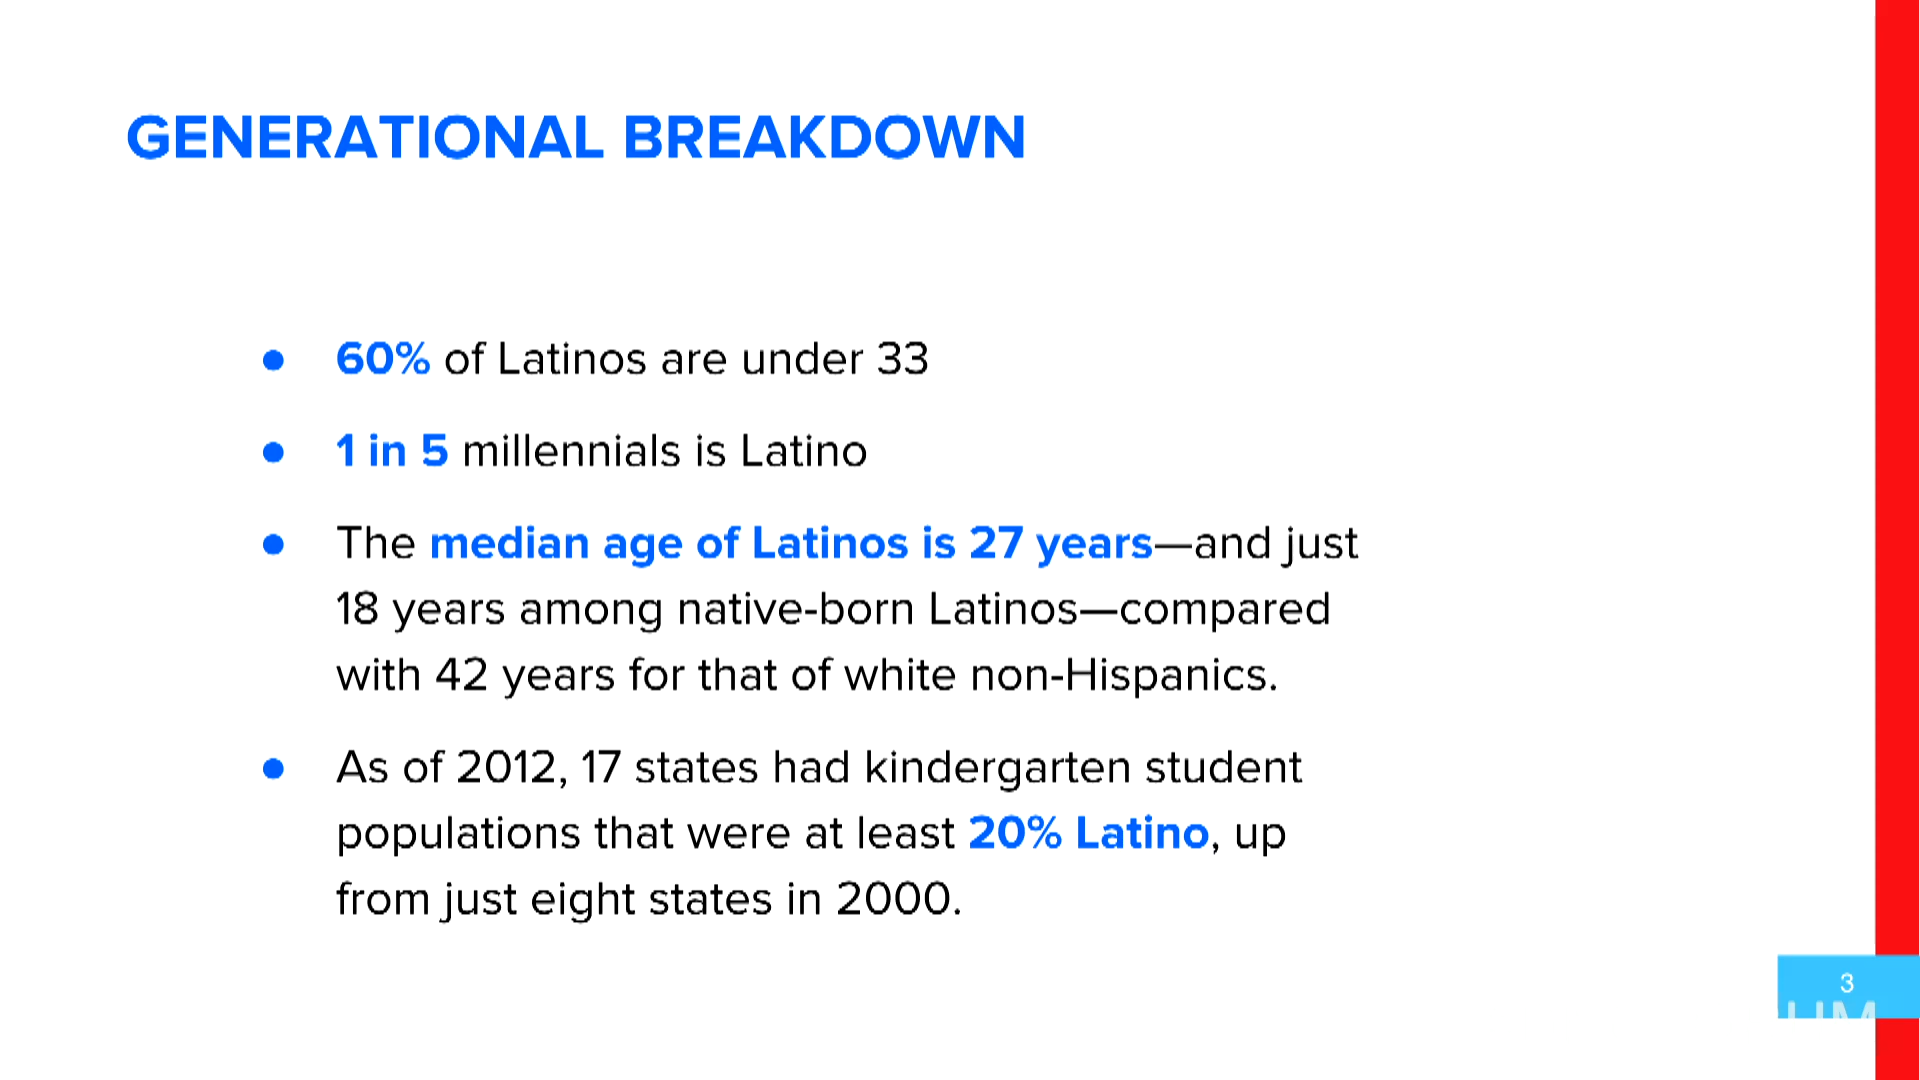 GENERATIONAL BREAKDOWN
● 60% of Latinos are under 33
● 1 in 5 millennials is Latino
● The median age of Latinos is 27 years—and just
18 years among native-born Latinos—compared
with 42 years for that of white non-Hispanics.
● As of 2012, 17 states had kindergarten student
populations that were at least 20% Latino, up
from just eight states in 2000.
3